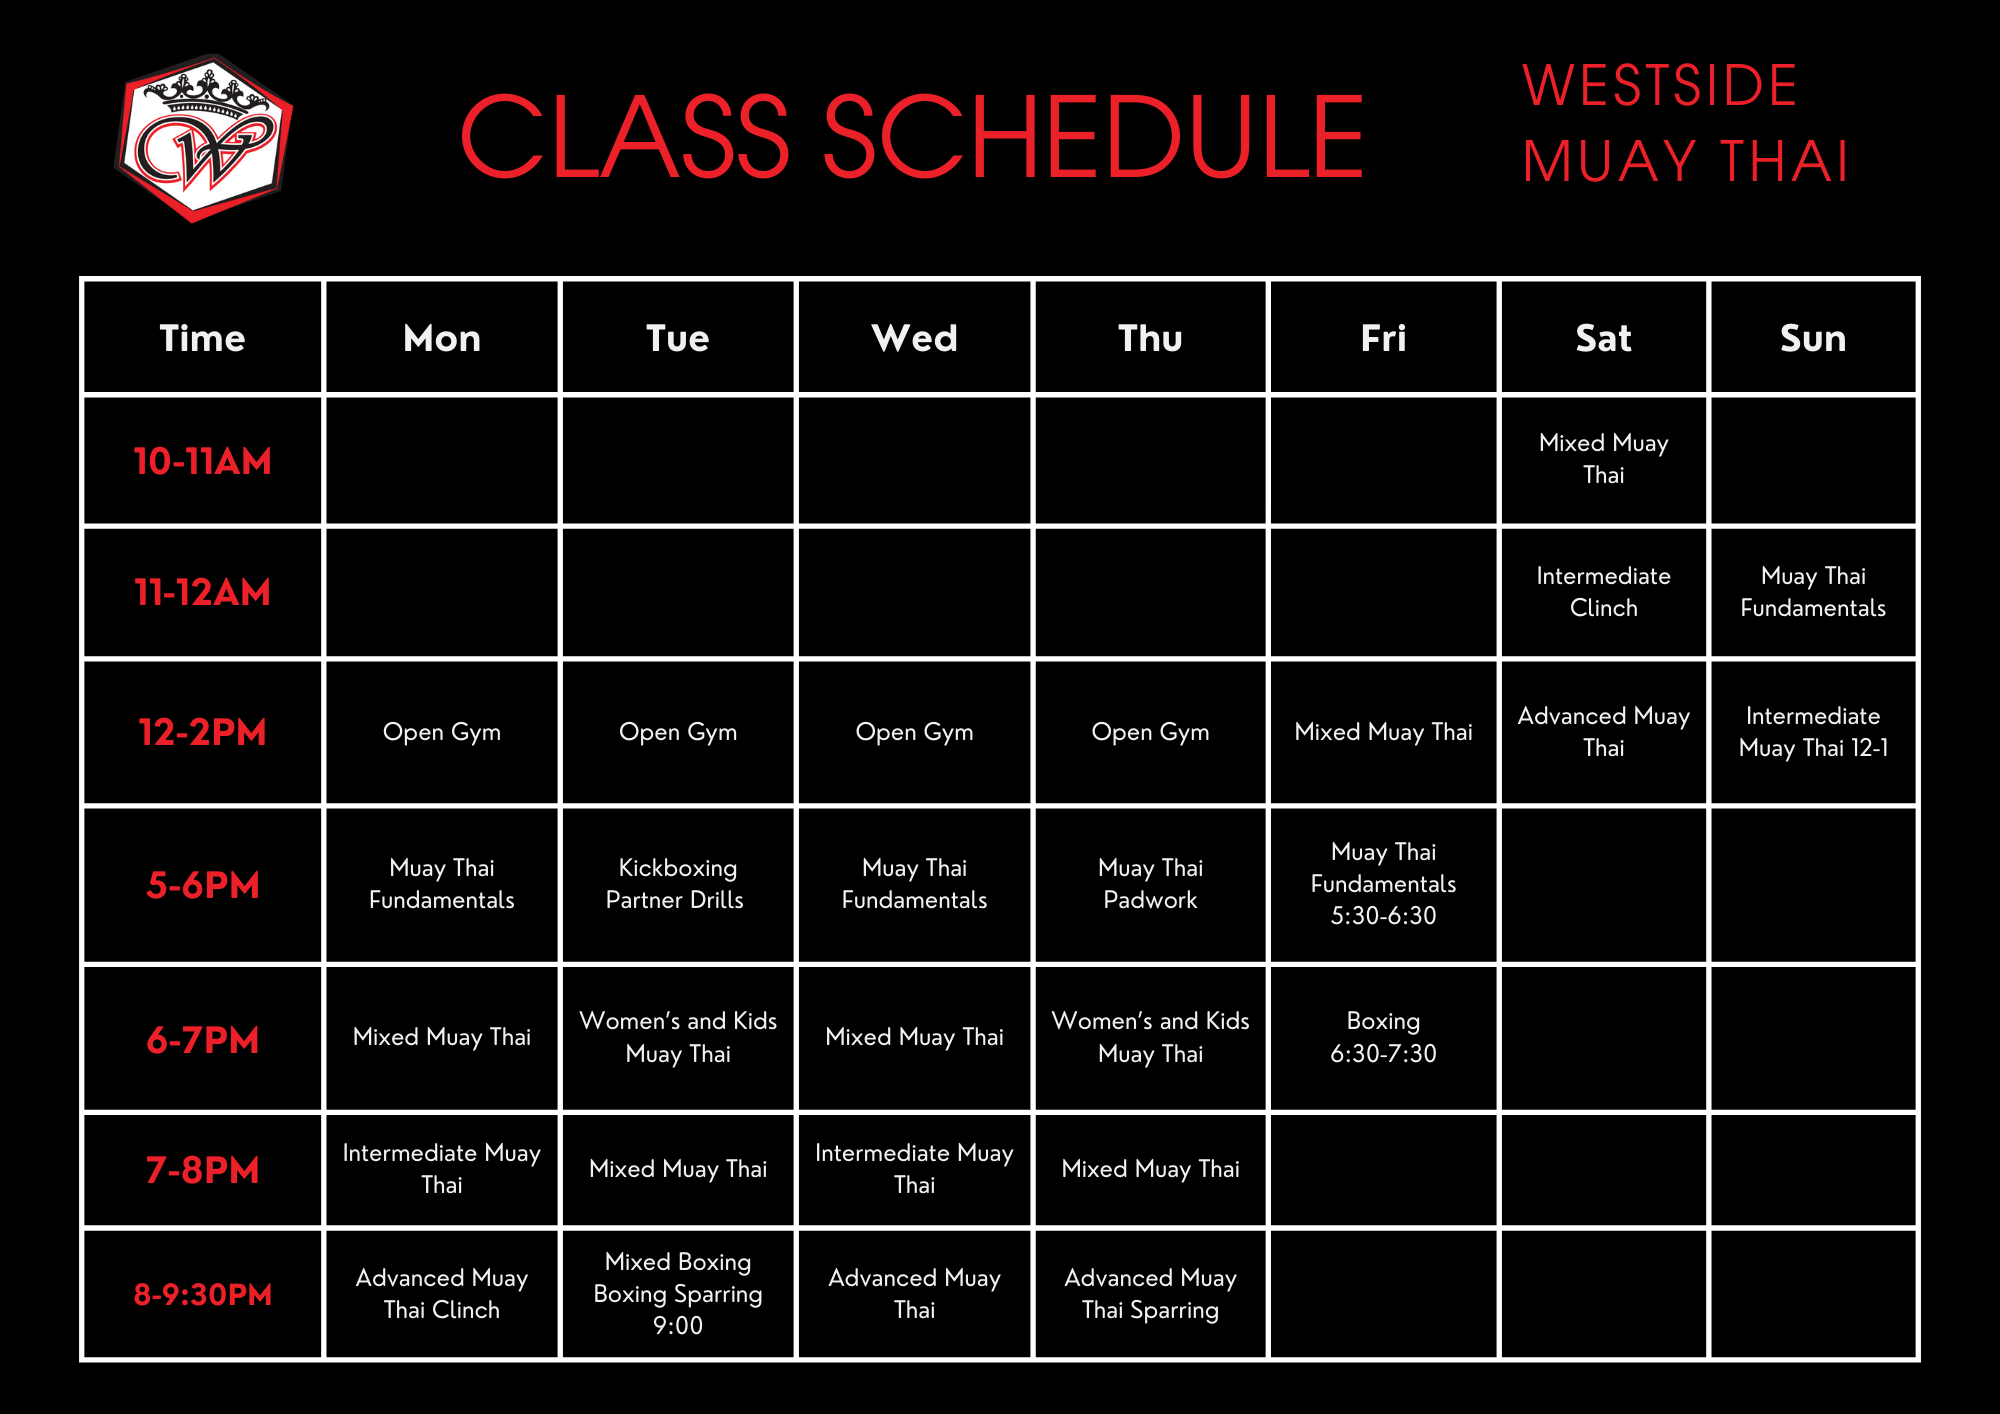 W
CLASS SCHEDULE
WESTSIDE
MUAY THAI
Time Mon Tue Wed Thu Fri Sat Sun
10-11AM
Mixed Muay
Thai
11-12AM
Intermediate
Clinch
Muay Thai
Fundamentals
12-2PM
Open Gym
Open Gym
Open Gym
Open Gym
Mixed Muay Thai
Advanced Muay
Thai
Intermediate
Muay Thai 12-1
5-6PM
Muay Thai
Fundamentals
Kickboxing
Partner Drills
Muay Thai
Fundamentals
Muay Thai
Padwork
Muay Thai
Fundamentals
5:30-6:30
6-7PM
Mixed Muay Thai
Women's and Kids
Muay Thai
Mixed Muay Thai
Women's and Kids
Muay Thai
Boxing
6:30-7:30
7-8PM
Intermediate Muay
Thai
Mixed Muay Thai
Intermediate Muay
Thai
Mixed Muay Thai
8-9:30PM
Advanced Muay
Thai Clinch
Mixed Boxing
Boxing Sparring
9:00
Advanced Muay
Thai
Advanced Muay
Thai Sparring